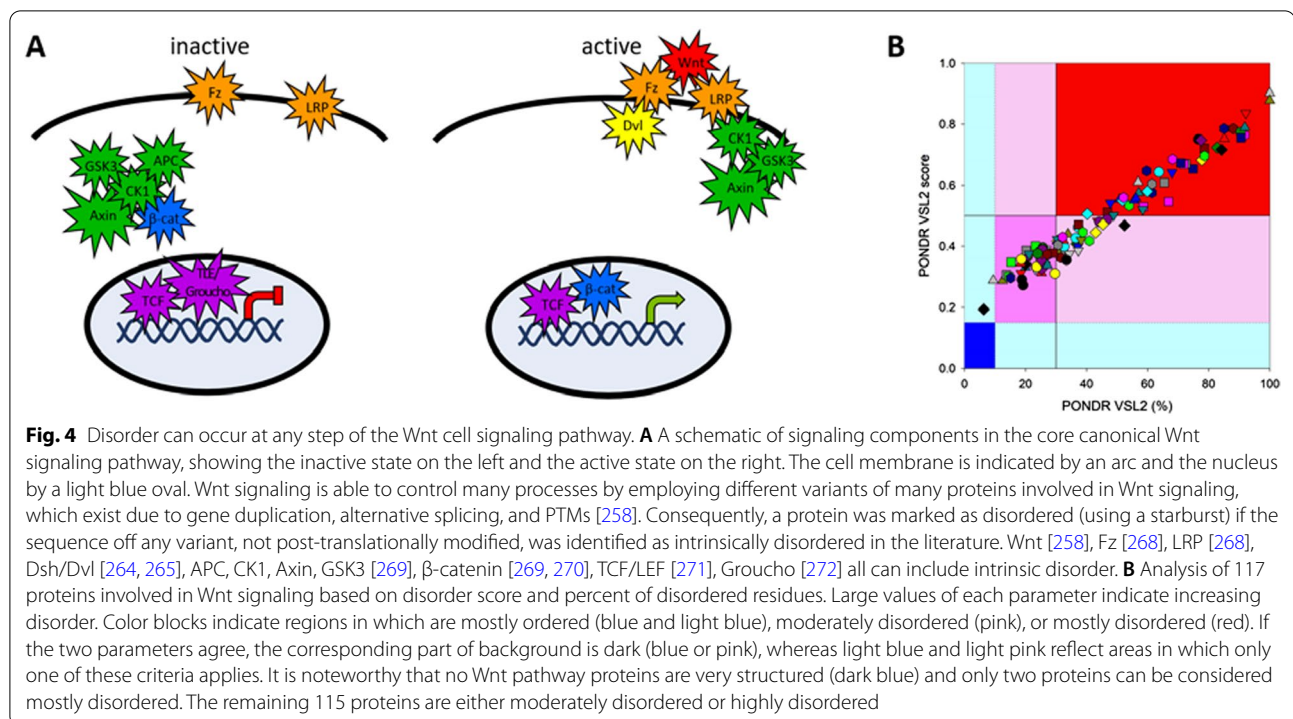 A
inactive
active
B
Fz
LRP
GSK3
APC
CK1
Axin
β-cat
TCF
TLE
Groucho
Wnt
Fz
LRP
Dvl
CK1
GSK3
Axin
TCF
β-cat
PONDR VSL2 score
1.0
0.8
0.6
0.4
0.2
0.0
0 20 40 60 80 100
PONDR VSL2 (%)
Fig. 4 Disorder can occur at any step of the Wnt cell signaling pathway. A A schematic of signaling components in the core canonical Wnt
signaling pathway, showing the inactive state on the left and the active state on the right. The cell membrane is indicated by an arc and the nucleus
by a light blue oval. Wnt signaling is able to control many processes by employing different variants of many proteins involved in Wnt signaling,
which exist due to gene duplication, alternative splicing, and PTMs [258]. Consequently, a protein was marked as disordered (using a starburst) if the
sequence off any variant, not post-translationally modified, was identified as intrinsically disordered in the literature. Wnt [258], Fz [268], LRP [268],
Dsh/Dvl [264, 265], APC, CK1, Axin, GSK3 [269], β-catenin [269, 270], TCF/LEF [271], Groucho [272] all can include intrinsic disorder. B Analysis of 117
proteins involved in Wnt signaling based on disorder score and percent of disordered residues. Large values of each parameter indicate increasing
disorder. Color blocks indicate regions in which are mostly ordered (blue and light blue), moderately disordered (pink), or mostly disordered (red). If
the two parameters agree, the corresponding part of background is dark (blue or pink), whereas light blue and light pink reflect areas in which only
one of these criteria applies. It is noteworthy that no Wnt pathway proteins are very structured (dark blue) and only two proteins can be considered
mostly disordered. The remaining 115 proteins are either moderately disordered or highly disordered